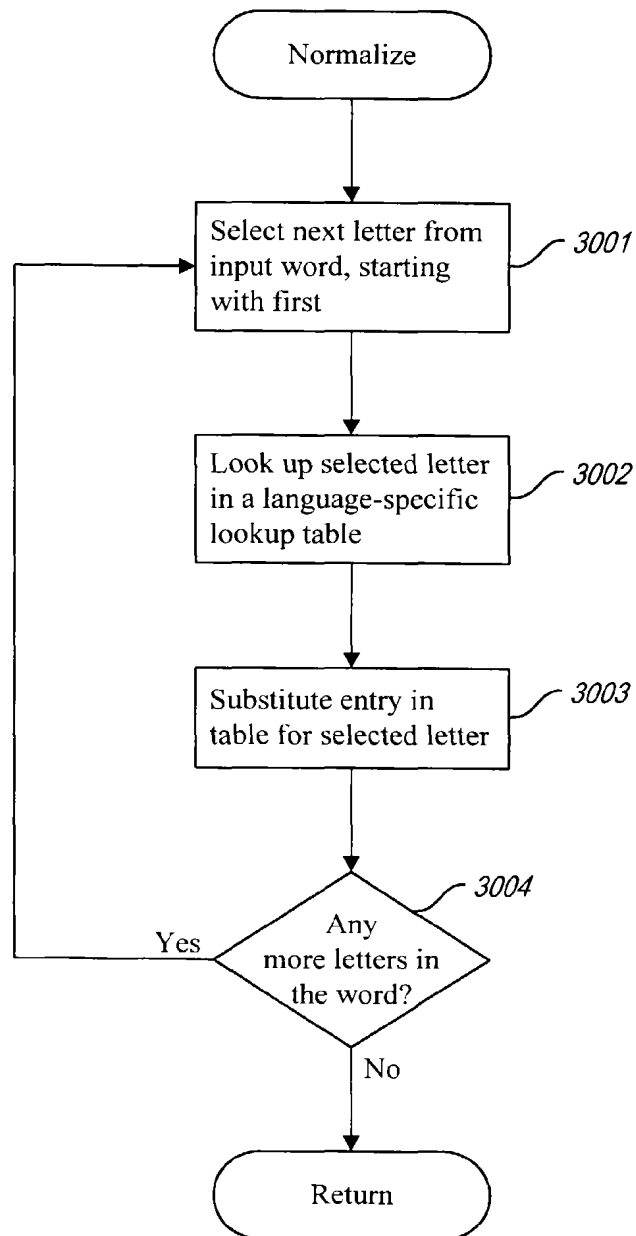 Normalize
Select next letter from
input word, starting
with first
3001
Look up selected letter
in a language-specific
lookup table
3002
Substitute entry in
table for selected letter
3003
3004
Any
more letters in
the word?
Yes
No
Return